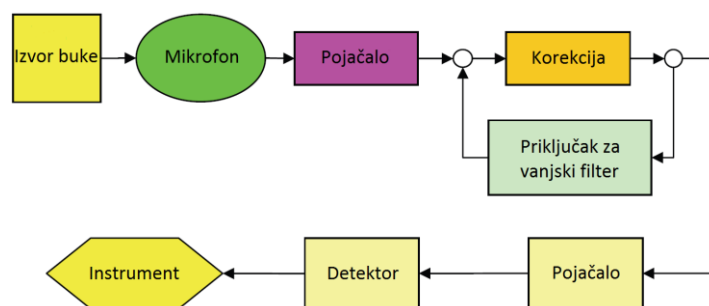 Izvor buke
Mikrofon
Pojačalo
Korekcija
Priključak za
vanjski filter
Instrument
Detektor
Pojačalo